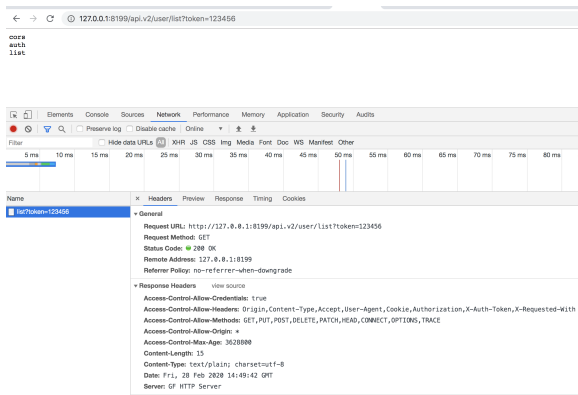 127.0.0.1:8199/api.v2/user/list?token=123456
cors
auth
list
Elements Console Sources Network Performance Memory Application Security Audits
Preserve log Disable cache Online
Filter Hide data URLs All XHR JS CSS Img Media Font Doc WS Manifest Other
5 ms 10 ms 15 ms 20 ms 25 ms 30 ms 35 ms 40 ms 45 ms 50 ms 55 ms 60 ms 65 ms 70 ms 75 ms 80 ms
Name × Headers Preview Response Timing Cookies
list?token=123456
General
Request URL: http://127.0.0.1:8199/api.v2/user/list?token=123456
Request Method: GET
Status Code: 200 OK
Remote Address: 127.0.0.1:8199
Referrer Policy: no-referrer-when-downgrade
Response Headers view source
Access-Control-Allow-Credentials: true
Access-Control-Allow-Headers: Origin,Content-Type,Accept,User-Agent,Cookie,Authorization,X-Auth-Token,X-Requested-With
Access-Control-Allow-Methods: GET,PUT,POST,DELETE,PATCH,HEAD,CONNECT,OPTIONS,TRACE
Access-Control-Allow-Origin: *
Access-Control-Max-Age: 3628800
Content-Length: 15
Content-Type: text/plain; charset=utf-8
Date: Fri, 28 Feb 2020 14:49:42 GMT
Server: GF HTTP Server